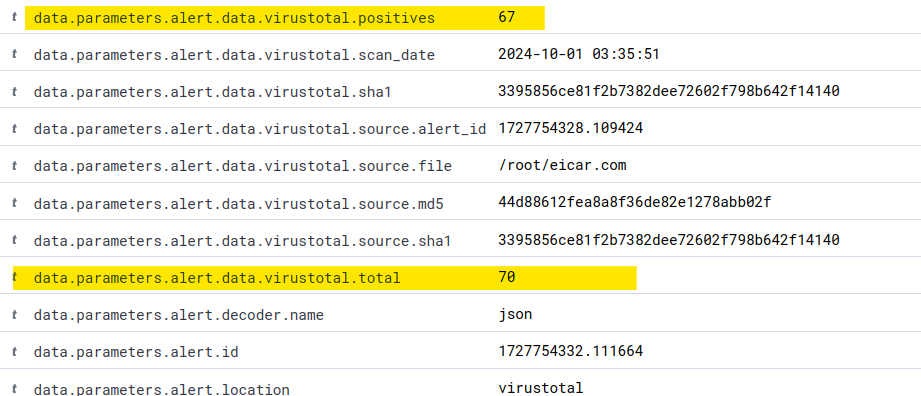 t data.parameters.alert.data.virustotal.positives 67
t data.parameters.alert.data.virustotal.scan_date 2024-10-01 03:35:51
t data.parameters.alert.data.virustotal.sha1 3395856ce81f2b7382dee72602f798b642f14140
t data.parameters.alert.data.virustotal.source.alert_id 1727754328.109424
t data.parameters.alert.data.virustotal.source.file /root/eicar.com
t data.parameters.alert.data.virustotal.source.md5 44d88612fea8a8f36de82e1278abb02f
t data.parameters.alert.data.virustotal.source.sha1 3395856ce81f2b7382dee72602f798b642f14140
t data.parameters.alert.data.virustotal.total 70
t data.parameters.alert.decoder.name json
t data.parameters.alert.id 1727754332.111664
t data.parameters.alert.location virustotal